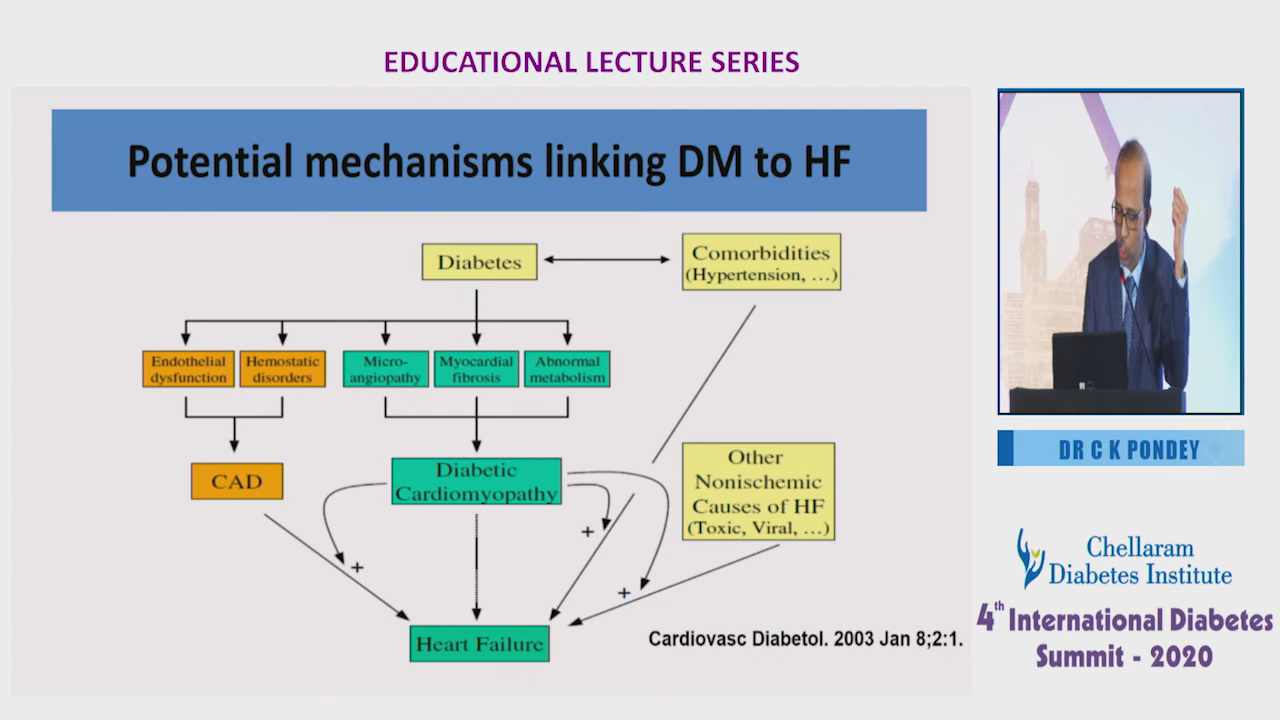 EDUCATIONAL LECTURE SERIES
Potential mechanisms linking DM to HF
Diabetes
Comorbidities
(Hypertension, …)
Endothelial
dysfunction
Hemostatic
disorders
Micro-
angiopathy
Myocardial
fibrosis
Abnormal
metabolism
CAD
Diabetic
Cardiomyopathy
Other
Nonischemic
Causes of HF
(Toxic, Viral, …)
+
+
+
Heart Failure
Cardiovasc Diabetol. 2003 Jan 8;2:1.
DR C K PONDEY
Chellaram
Diabetes Institute
4th International Diabetes
Summit - 2020